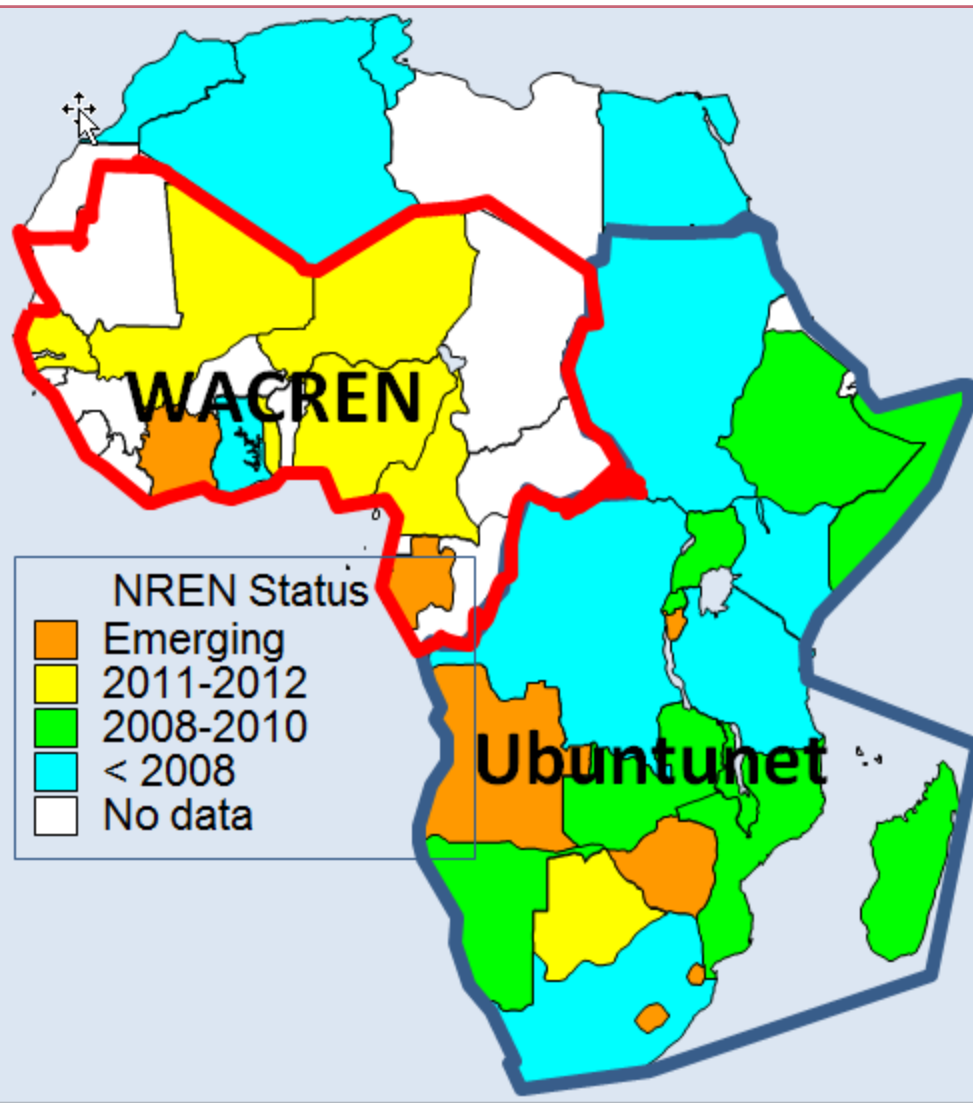 WACREN
NREN Status
Emerging
2011-2012
2008-2010
< 2008
No data
Ubuntunet